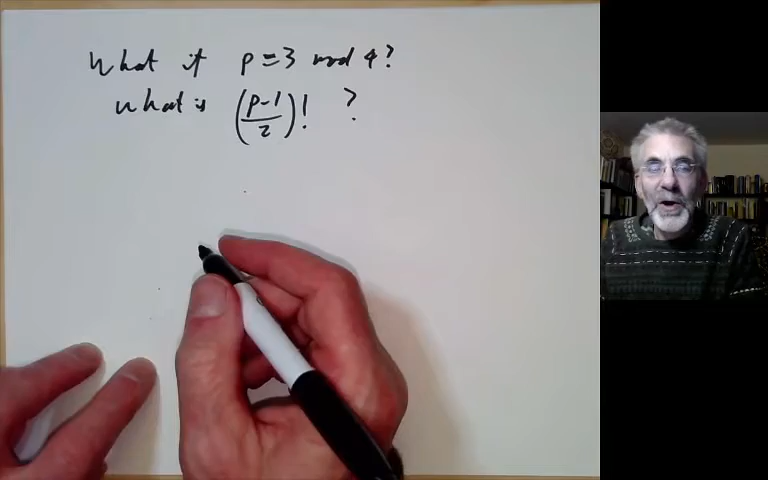 What if p≡3 mod 4?
what is (p-1/2)! ?